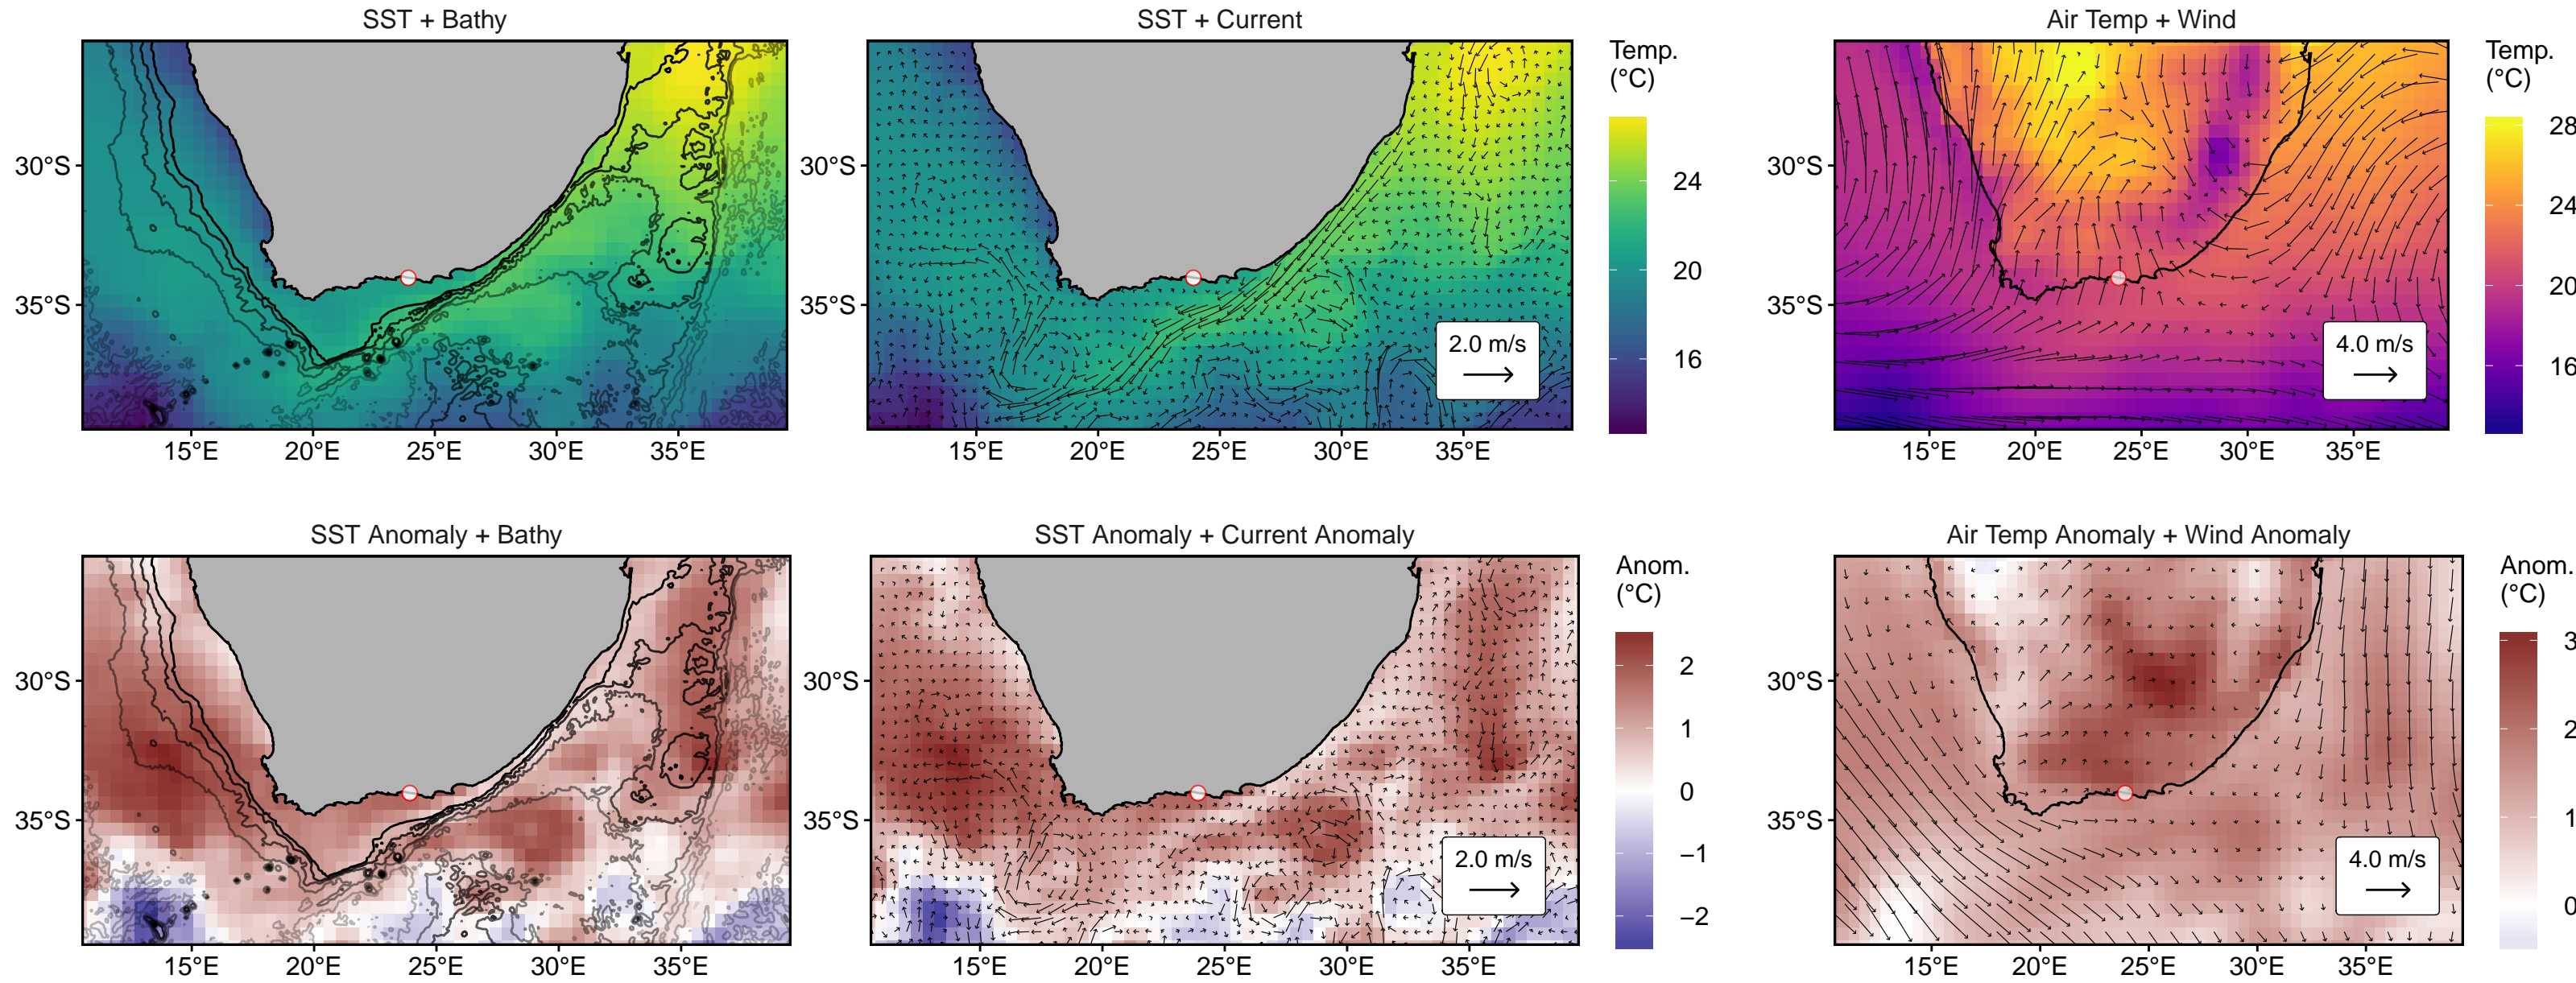 SST + Bathy
SST + Current
Air Temp + Wind
30°S
35°S
15°E
20°E
25°E
30°E
35°E
30°S
35°S
2.0 m/s
15°E
20°E
25°E
30°E
35°E
Temp.
(°C)
24
20
16
30°S
35°S
4.0 m/s
15°E
20°E
25°E
30°E
35°E
Temp.
(°C)
28
24
20
16
SST Anomaly + Bathy
SST Anomaly + Current Anomaly
Air Temp Anomaly + Wind Anomaly
30°S
35°S
15°E
20°E
25°E
30°E
35°E
30°S
35°S
2.0 m/s
15°E
20°E
25°E
30°E
35°E
Anom.
(°C)
2
1
0
−1
−2
30°S
35°S
4.0 m/s
15°E
20°E
25°E
30°E
35°E
Anom.
(°C)
3
2
1
0